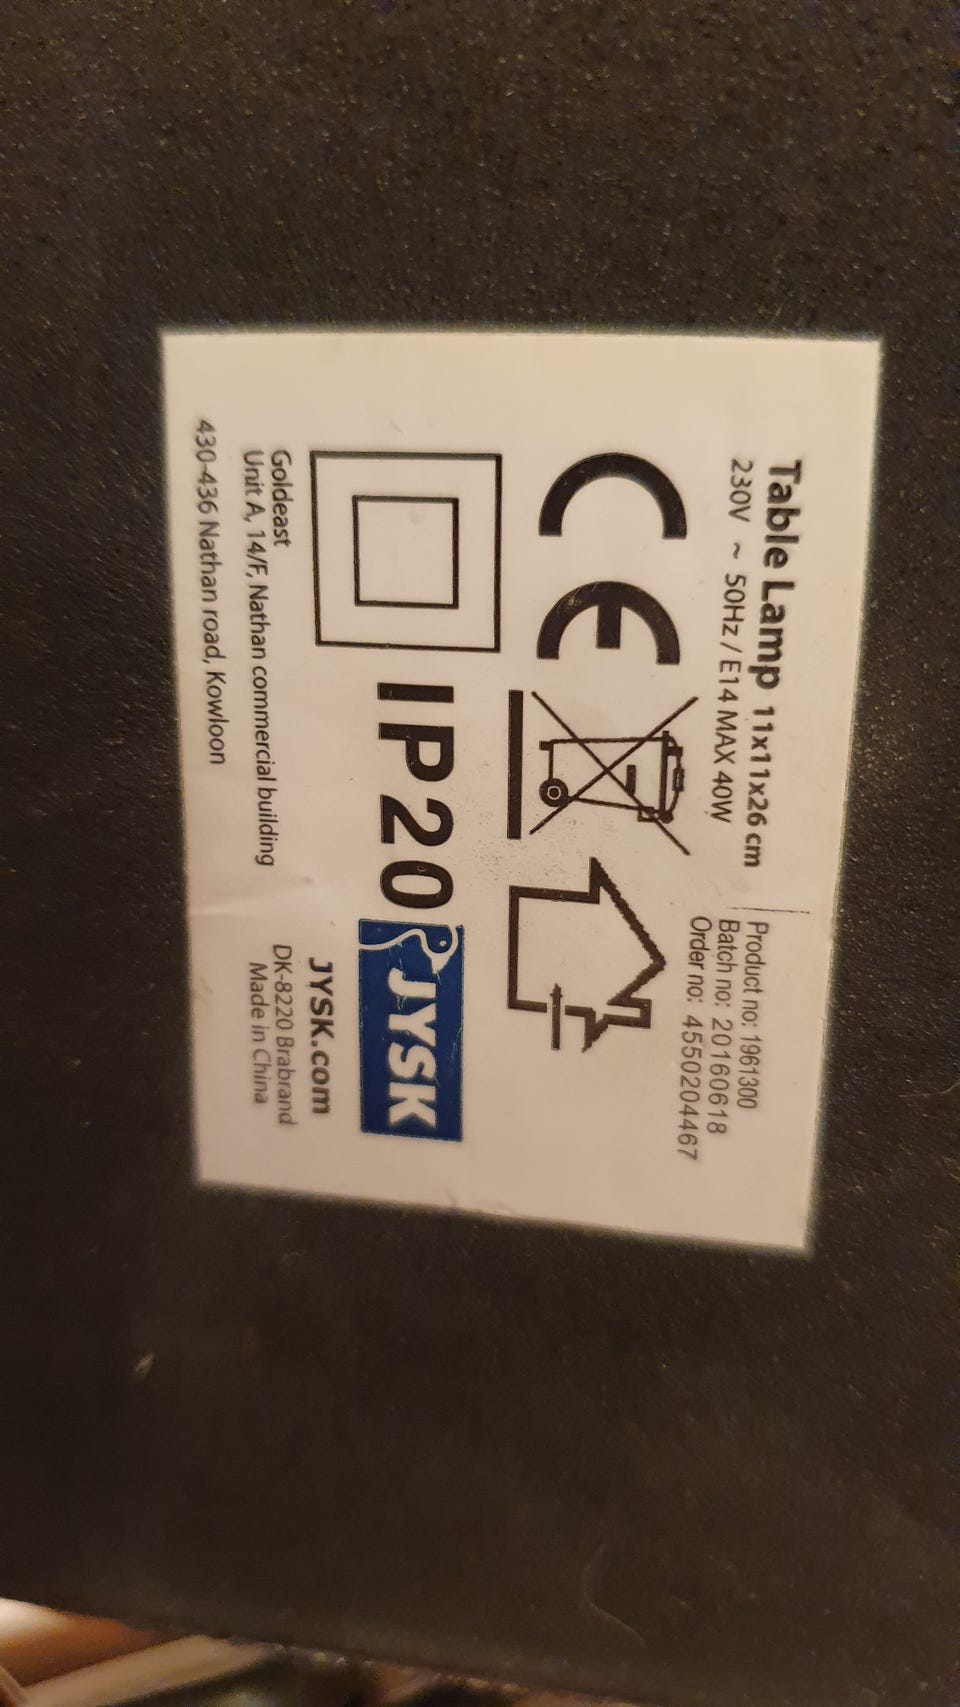 Table Lamp 11x11x26 cm
230V ~ 50Hz / E14 MAX 40W
Product no: 1961300
Batch no: 20160618
Order no: 4550204467
CE
IP20
JYSK
Goldeast
Unit A, 14/F, Nathan commercial building
430-436 Nathan road, Kowloon
JYSK.com
DK-8220 Brabrand
Made in China